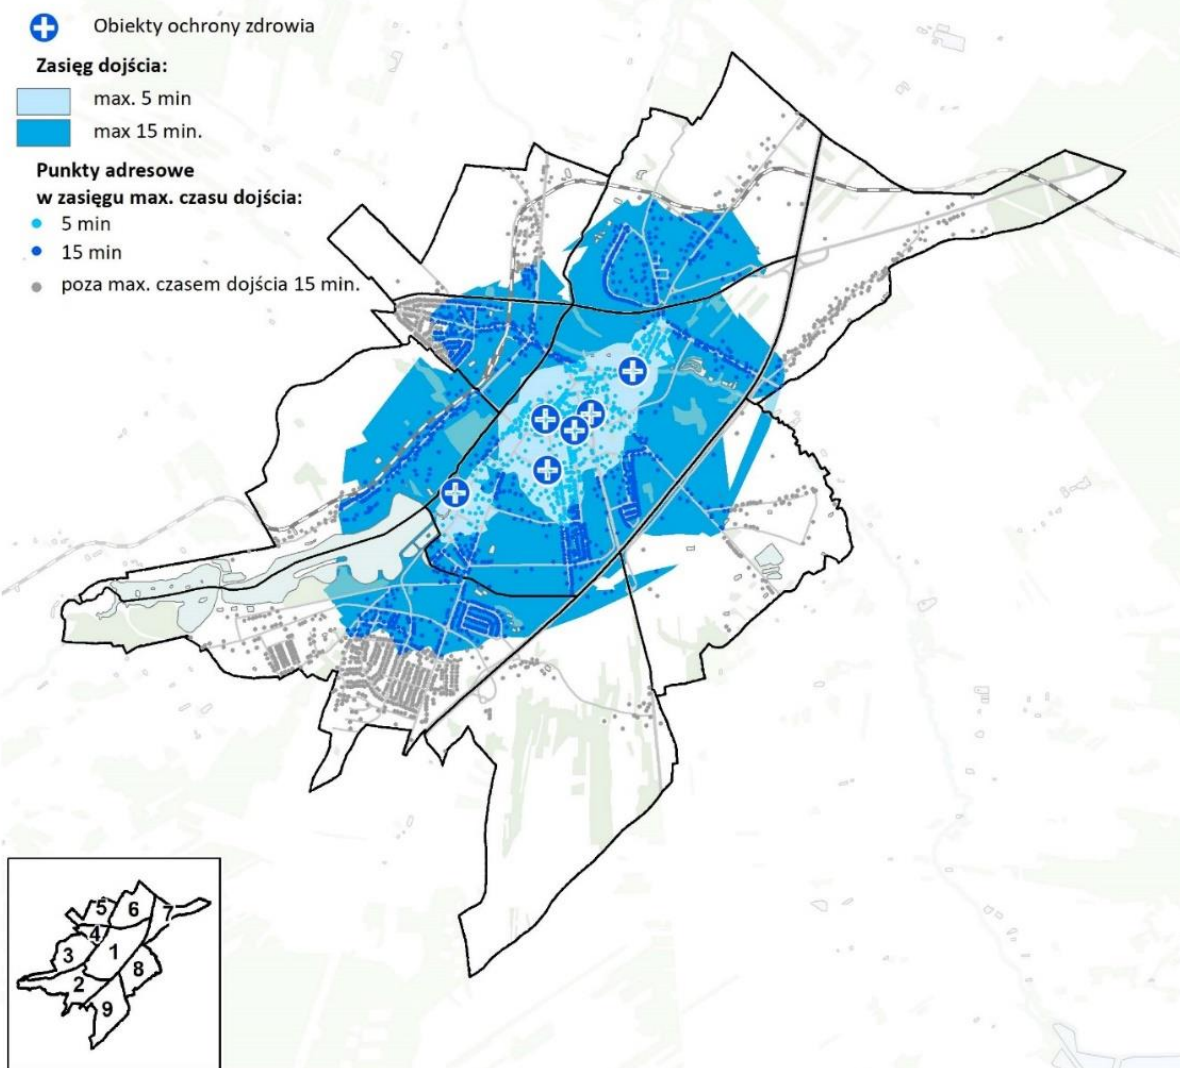 Obiekty ochrony zdrowia
Zasięg dojścia:
max. 5 min
max 15 min.
Punkty adresowe
w zasięgu max. czasu dojścia:
5 min
15 min
poza max. czasem dojścia 15 min.
5
6
7
4
3
1
8
2
9